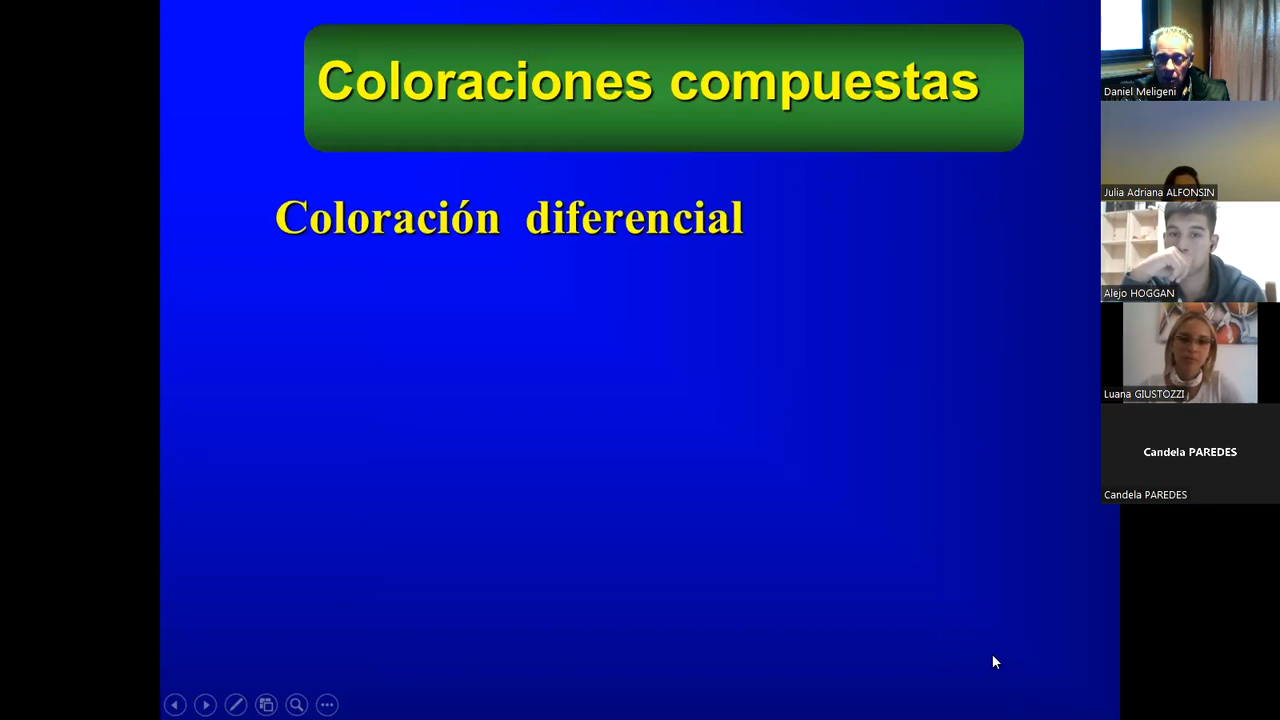 Coloraciones compuestas
Coloración diferencial
Daniel Meligeni
Julia Adriana ALFONSIN
Alejo HOGGAN
Luana GIUSTOZZI
Candela PAREDES
Candela PAREDES